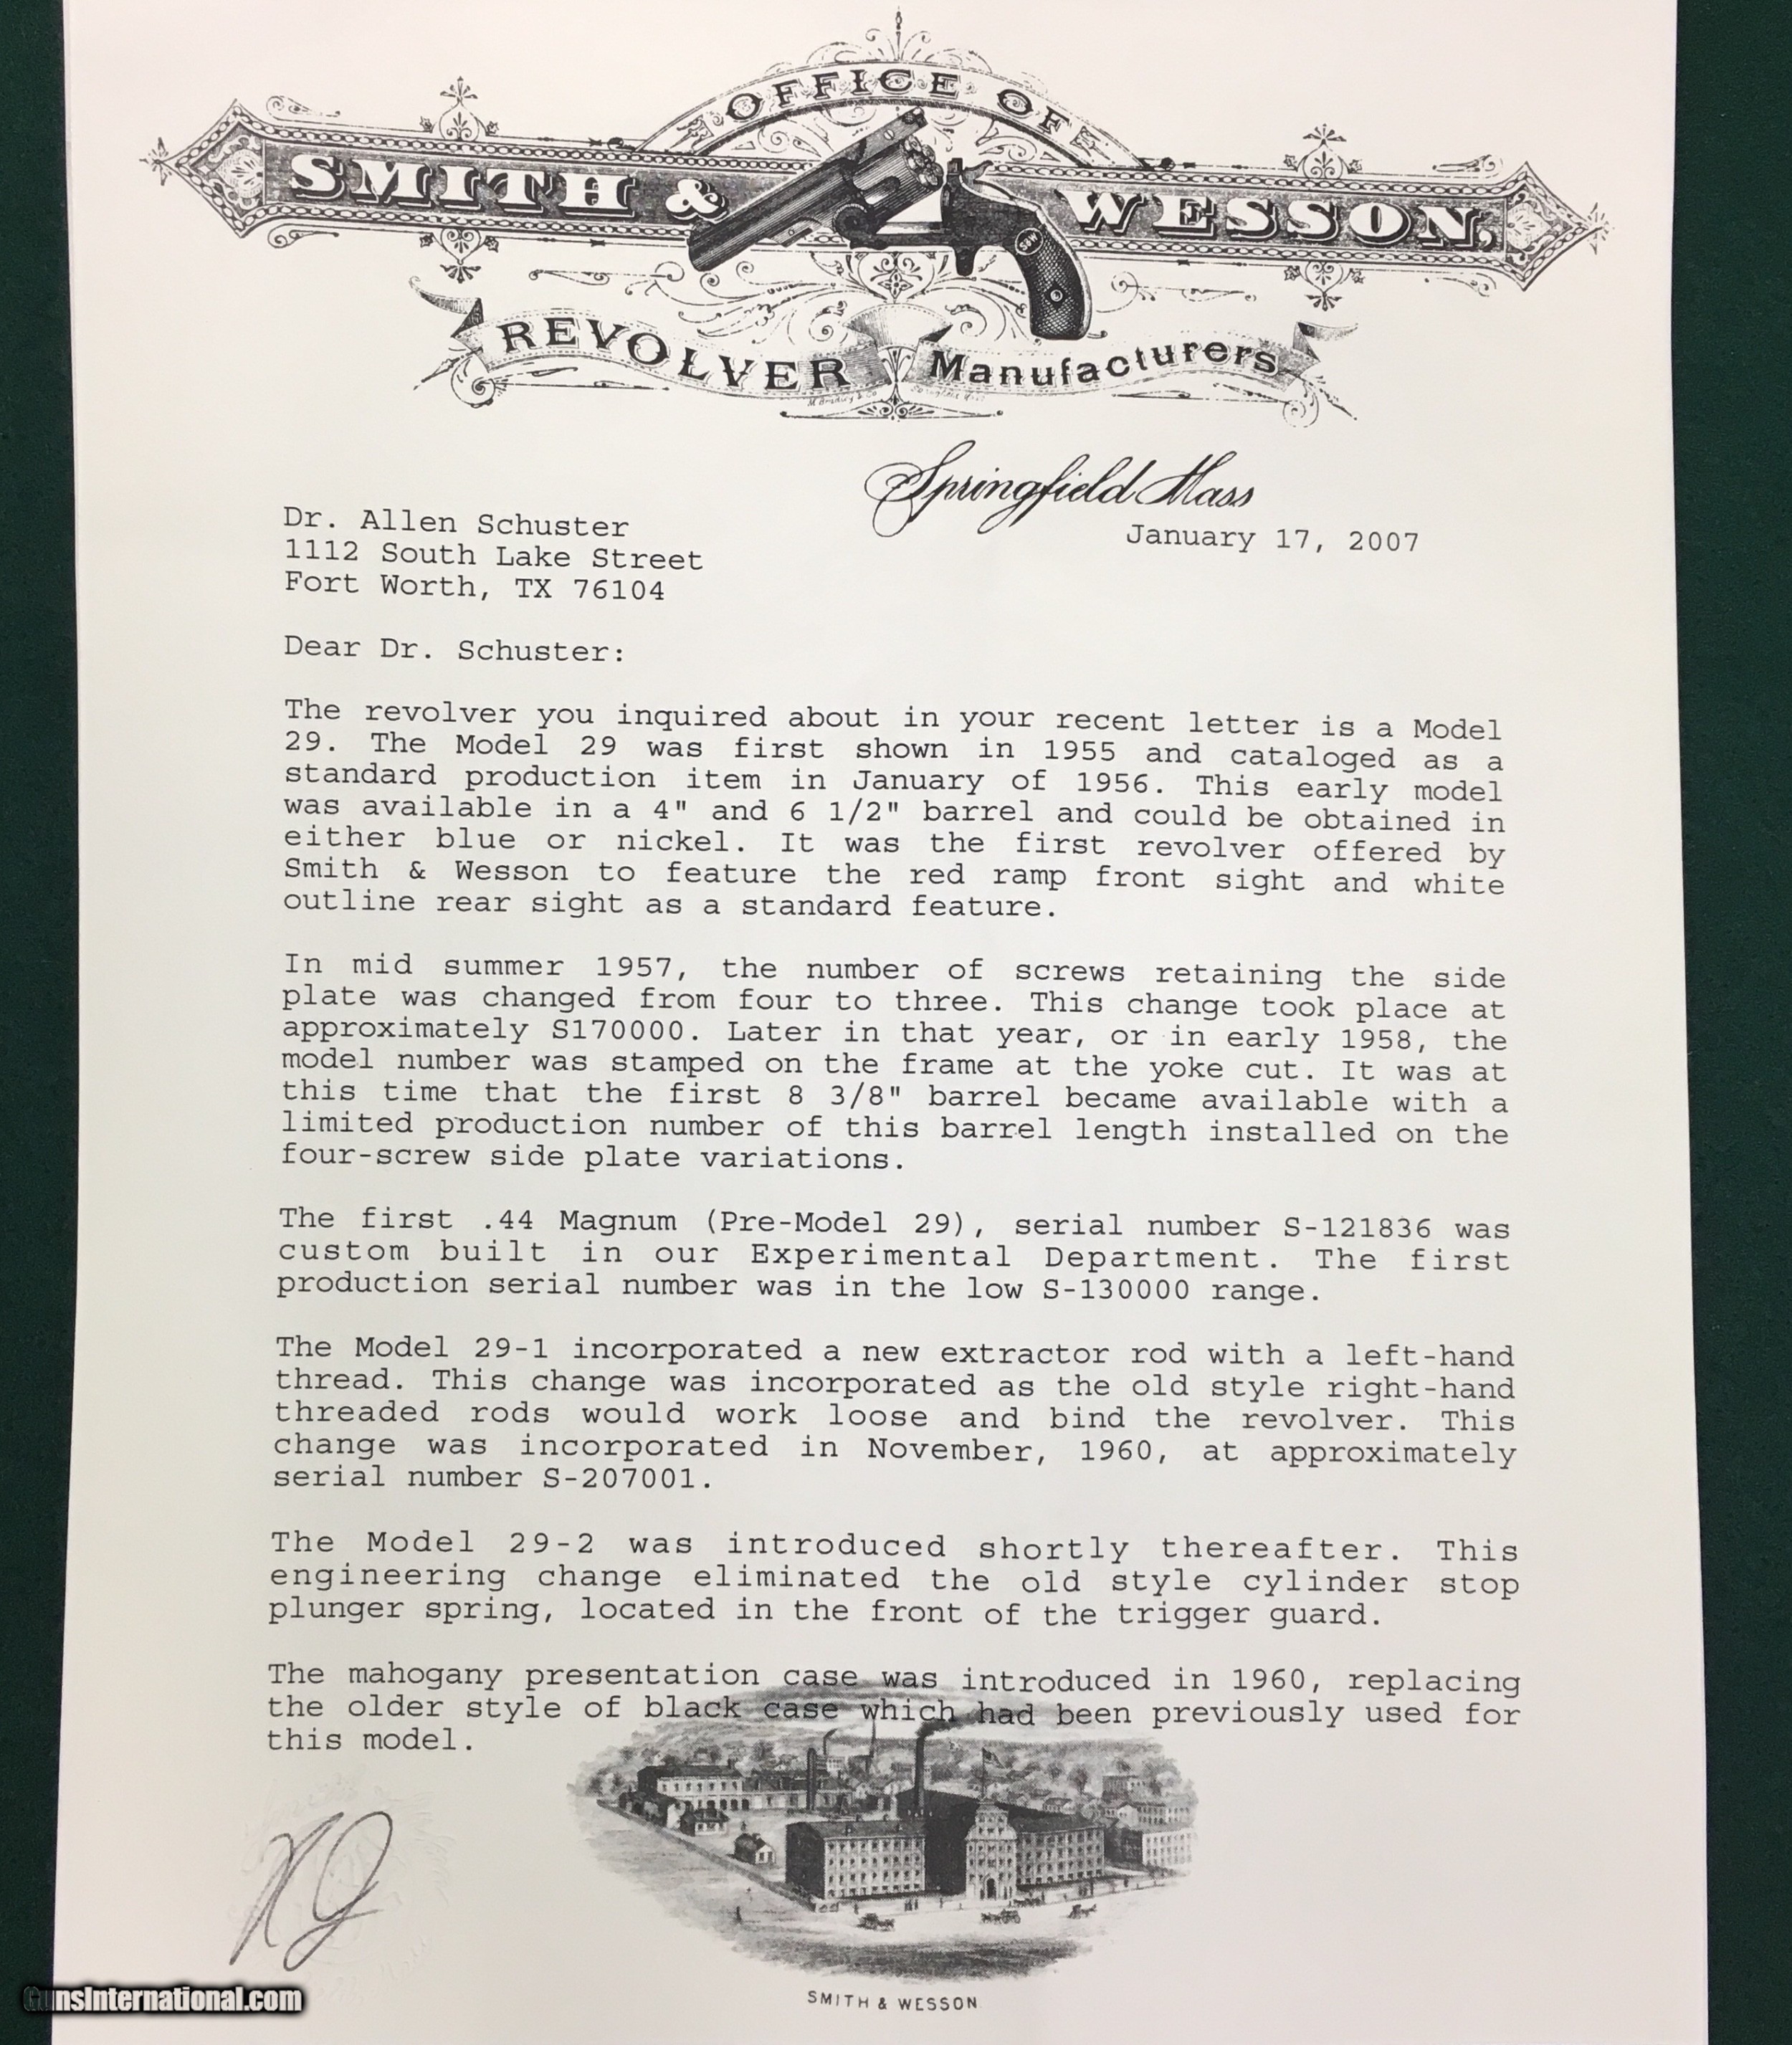 OFFICE OF
SMITH & WESSON,
REVOLVER Manufacturers
Springfield Mass
January 17, 2007
Dr. Allen Schuster
1112 South Lake Street
Fort Worth, TX 76104
Dear Dr. Schuster:
The revolver you inquired about in your recent letter is a Model
29. The Model 29 was first shown in 1955 and cataloged as a
standard production item in January of 1956. This early model
was available in a 4" and 6 1/2" barrel and could be obtained in
either blue or nickel. It was the first revolver offered by
Smith & Wesson to feature the red ramp front sight and white
outline rear sight as a standard feature.
In mid summer 1957, the number of screws retaining the side
plate was changed from four to three. This change took place at
approximately S170000. Later in that year, or in early 1958, the
model number was stamped on the frame at the yoke cut. It was at
this time that the first 8 3/8" barrel became available with a
limited production number of this barrel length installed on the
four-screw side plate variations.
The first .44 Magnum (Pre-Model 29), serial number S-121836 was
custom built in our Experimental Department. The first
production serial number was in the low S-130000 range.
The Model 29-1 incorporated a new extractor rod with a left-hand
thread. This change was incorporated as the old style right-hand
threaded rods would work loose and bind the revolver. This
change was incorporated in November, 1960, at approximately
serial number S-207001.
The Model 29-2 was introduced shortly thereafter. This
engineering change eliminated the old style cylinder stop
plunger spring, located in the front of the trigger guard.
The mahogany presentation case was introduced in 1960, replacing
the older style of black case which had been previously used for
this model.
SMITH & WESSON
GunsInternational.com